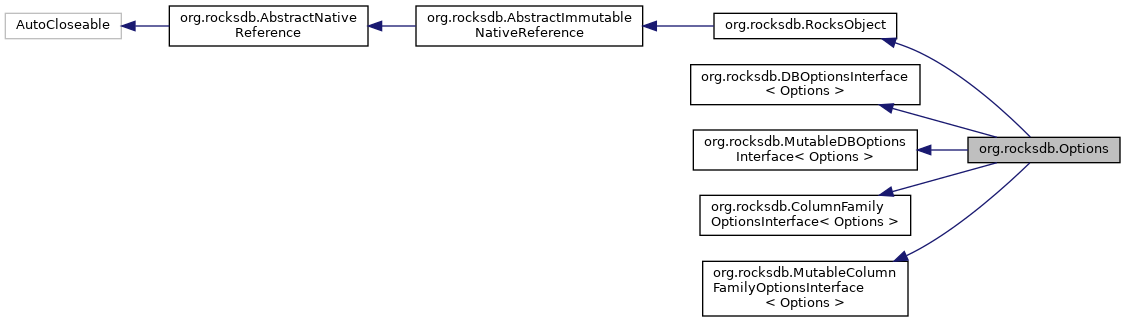 AutoCloseable
org.rocksdb.AbstractNative
Reference
org.rocksdb.AbstractImmutable
NativeReference
org.rocksdb.RocksObject
org.rocksdb.DBOptionsInterface
< Options >
org.rocksdb.MutableDBOptions
Interface< Options >
org.rocksdb.ColumnFamily
OptionsInterface< Options >
org.rocksdb.MutableColumn
FamilyOptionsInterface
< Options >
org.rocksdb.Options